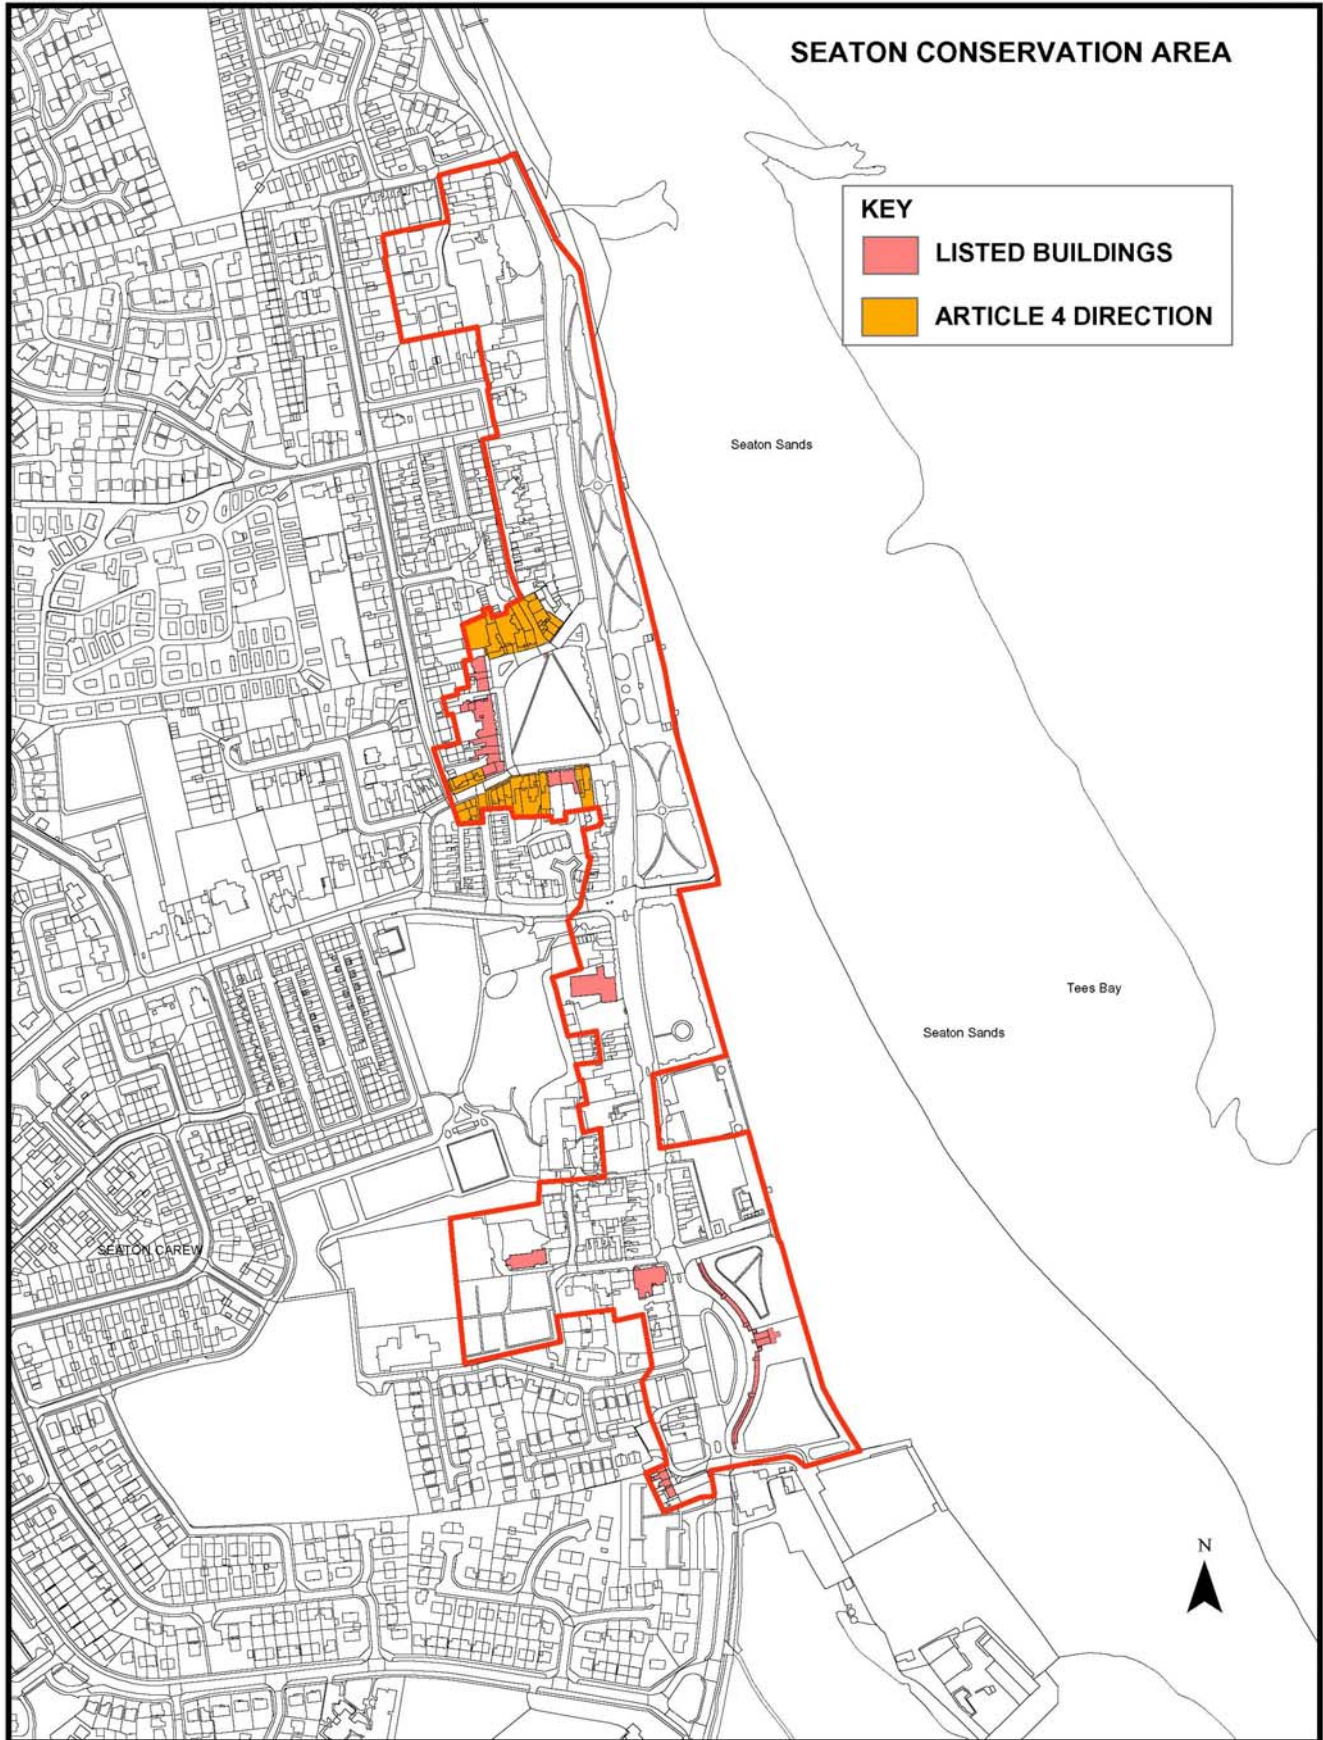 SEATON CONSERVATION AREA
KEY
LISTED BUILDINGS
ARTICLE 4 DIRECTION
Seaton Sands
Tees Bay
Seaton Sands
SEATON CAREW
N